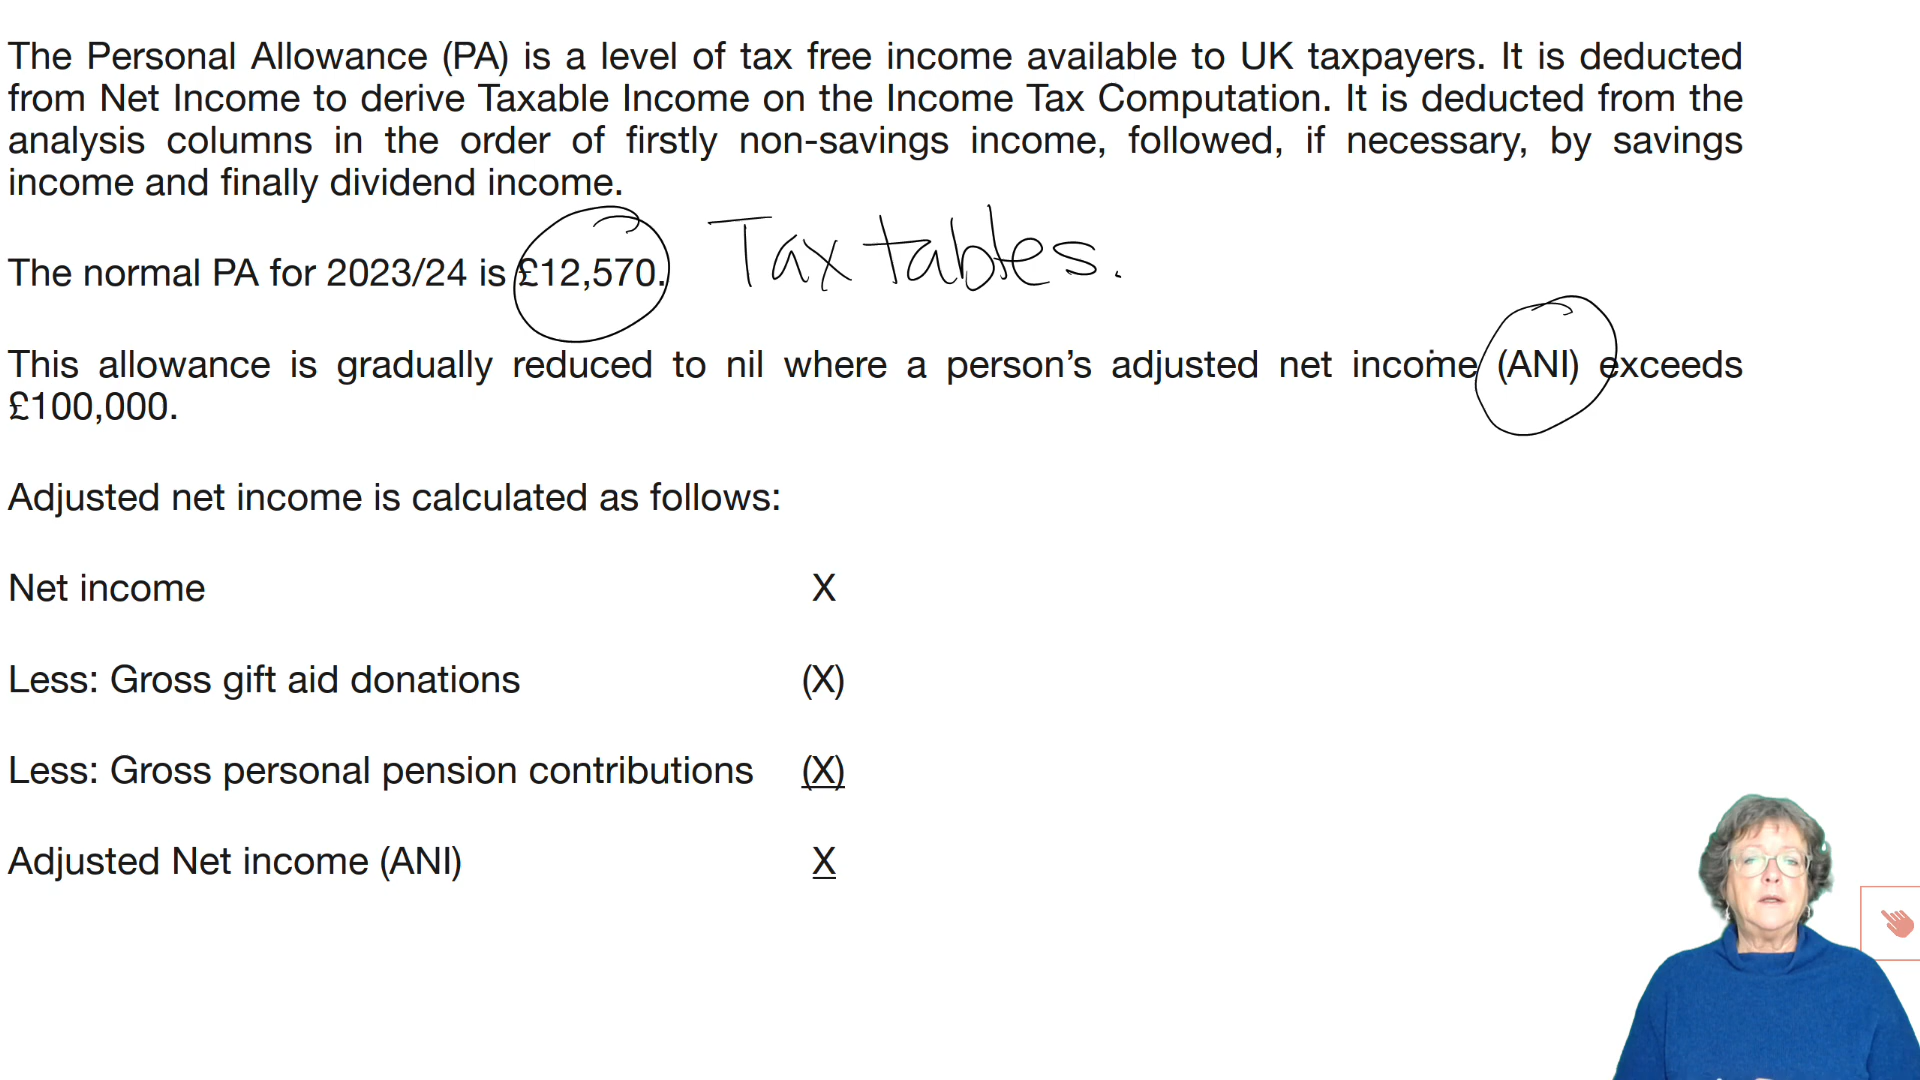 The Personal Allowance (PA) is a level of tax free income available to UK taxpayers. It is deducted
from Net Income to derive Taxable Income on the Income Tax Computation. It is deducted from the
analysis columns in the order of firstly non-savings income, followed, if necessary, by savings
income and finally dividend income.
The normal PA for 2023/24 is £12,570. Tax tables.
This allowance is gradually reduced to nil where a person’s adjusted net income (ANI) exceeds
£100,000.
Adjusted net income is calculated as follows:
Net income X
Less: Gross gift aid donations (X)
Less: Gross personal pension contributions (X)
Adjusted Net income (ANI) X